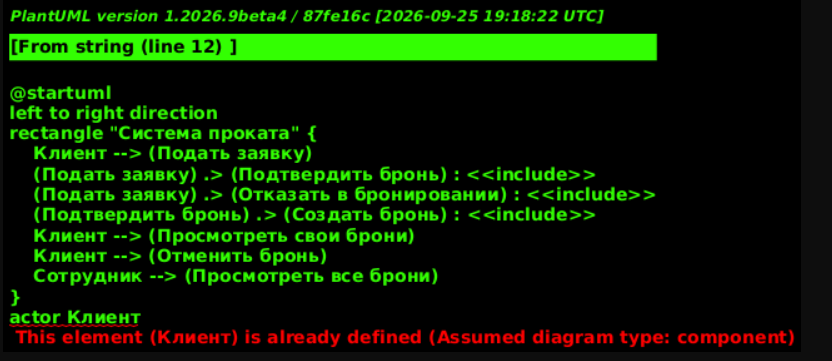 PlantUML version 1.2026.9beta4 / 87fe16c [2026-09-25 19:18:22 UTC]
[From string (line 12) ]
@startuml
left to right direction
rectangle "Система проката" {
Клиент --> (Подать заявку)
(Подать заявку) .> (Подтвердить бронь) : <<include>>
(Подать заявку) .> (Отказать в бронировании) : <<include>>
(Подтвердить бронь) .> (Создать бронь) : <<include>>
Клиент --> (Просмотреть свои брони)
Клиент --> (Отменить бронь)
Сотрудник --> (Просмотреть все брони)
}
actor Клиент
This element (Клиент) is already defined (Assumed diagram type: component)